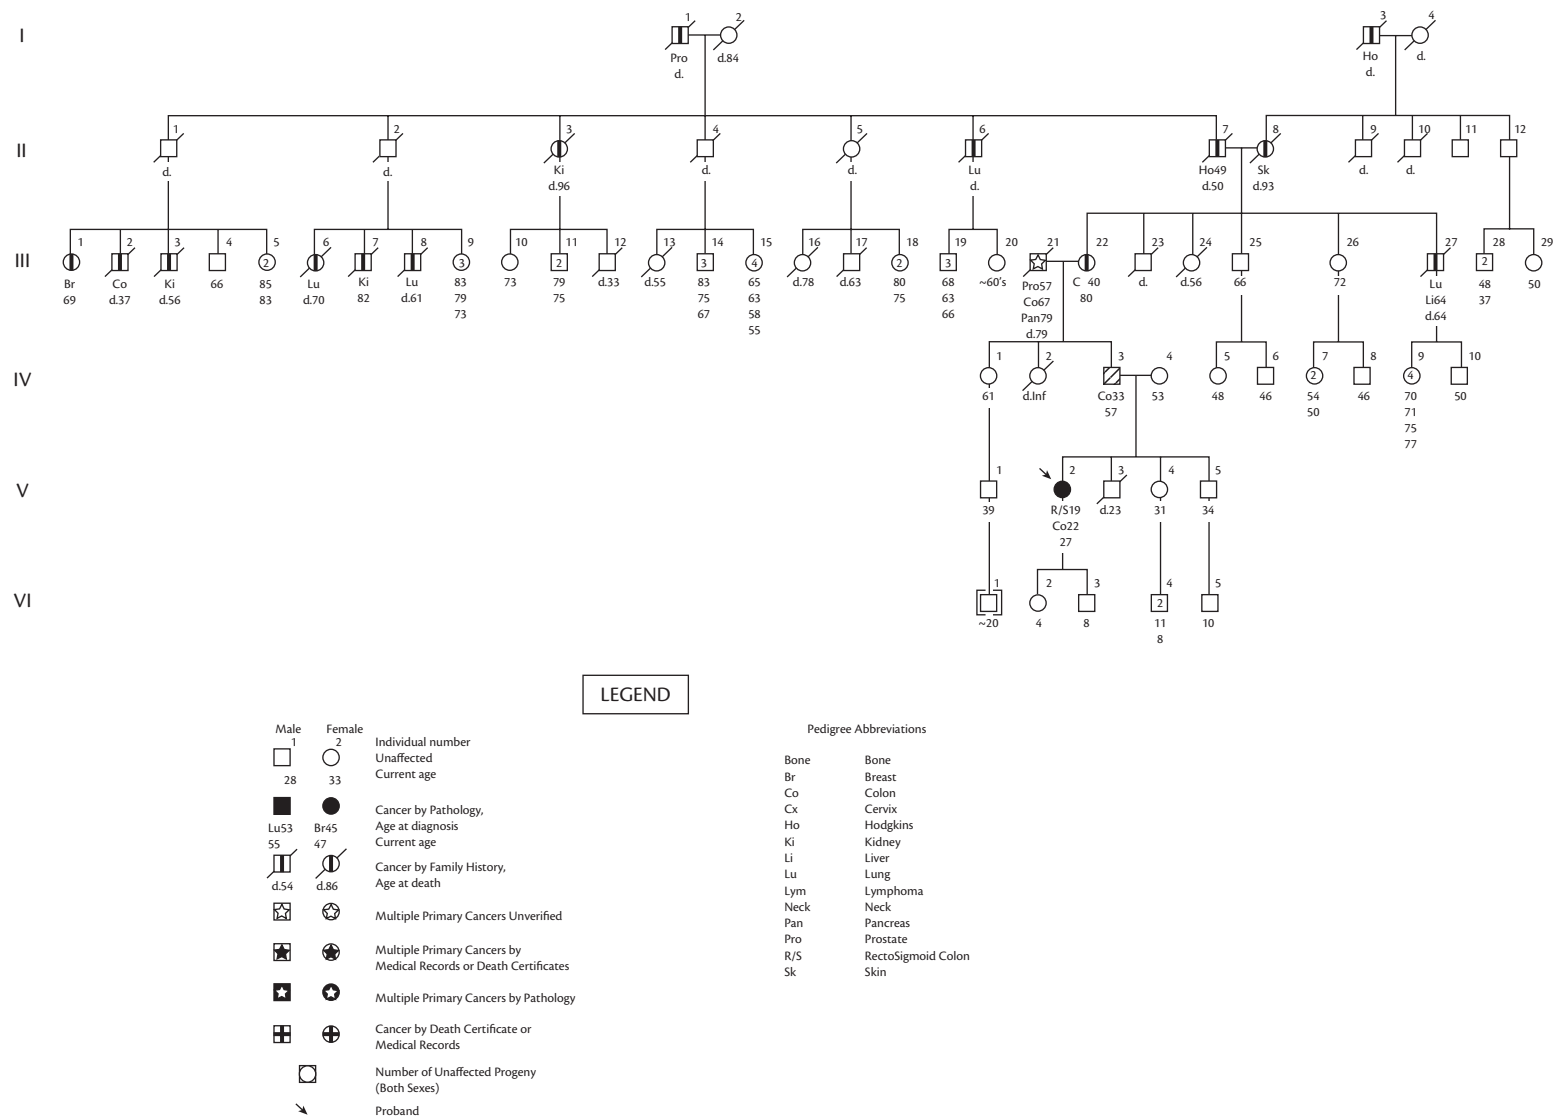 I
1 2 3 4
Pro d.84 Ho d.
d. d.
II
1 2 3 4 5 6 7 8 9 10 11 12
d. d. Ki d. d. Lu Ho49 Sk d. d.
d.96 d. d.50 d.93
III
1 2 3 4 5 6 7 8 9 10 11 12 13 14 15 16 17 18 19 20 21 22 23 24 25 26 27 28 29
2 3 2 3 4 2 3 2
Br Co Ki 66 85 Lu Ki Lu 83 73 79 d.33 d.55 83 65 d.78 d.63 80 68 ~60's Pro57 C 40 d. d.56 66 72 Lu 48 50
69 d.37 d.56 83 d.70 82 d.61 79 75 75 63 75 63 Co67 80 Li64 37
73 67 58 66 Pan79 d.64
55 d.79
IV
1 2 3 4 5 6 7 8 9 10
2 4
61 d.Inf Co33 53 48 46 54 46 70 50
57 50 71
75
77
V
1 2 3 4 5
39 R/S19 d.23 31 34
Co22
27
VI
1 2 3 4 5
2
~20 4 8 11 10
8
LEGEND
Male Female
1 2 Individual number
Unaffected
28 33 Current age
Cancer by Pathology,
Lu53 Br45 Age at diagnosis
55 47 Current age
Cancer by Family History,
d.54 d.86 Age at death
Multiple Primary Cancers Unverified
Multiple Primary Cancers by
Medical Records or Death Certificates
Multiple Primary Cancers by Pathology
Cancer by Death Certificate or
Medical Records
Number of Unaffected Progeny
(Both Sexes)
Proband
Pedigree Abbreviations
Bone Bone
Br Breast
Co Colon
Cx Cervix
Ho Hodgkins
Ki Kidney
Li Liver
Lu Lung
Lym Lymphoma
Neck Neck
Pan Pancreas
Pro Prostate
R/S RectoSigmoid Colon
Sk Skin